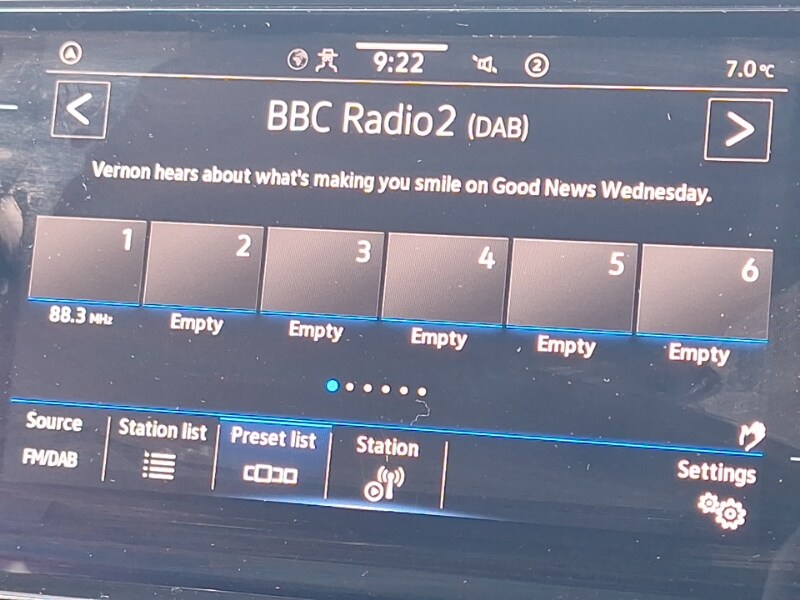 A 9:22 2 7.0°C
< BBC Radio2 (DAB) >
Vernon hears about what's making you smile on Good News Wednesday.
1 2 3 4 5 6
88.3 MHz Empty Empty Empty Empty Empty
Source Station list Preset list Station Settings
FM/DAB